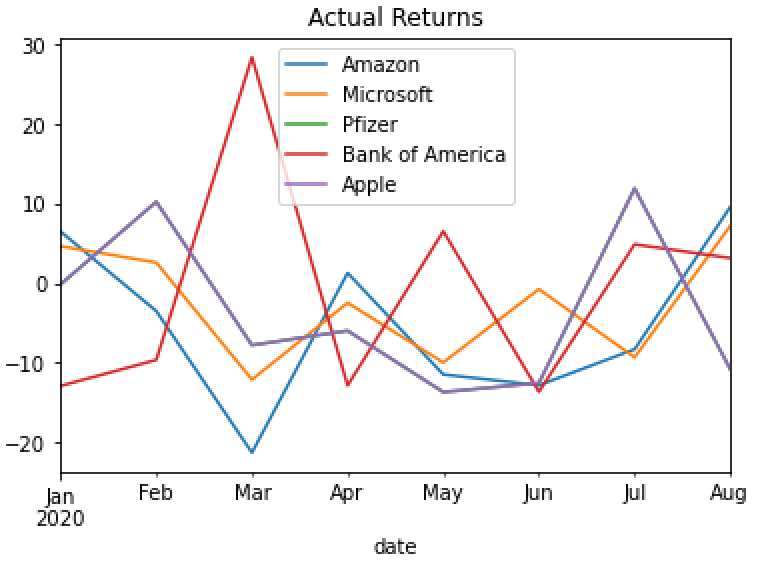 Actual Returns
30
20
10
0
−10
−20
Amazon
Microsoft
Pfizer
Bank of America
Apple
Jan Feb Mar Apr May Jun Jul Aug
2020
date